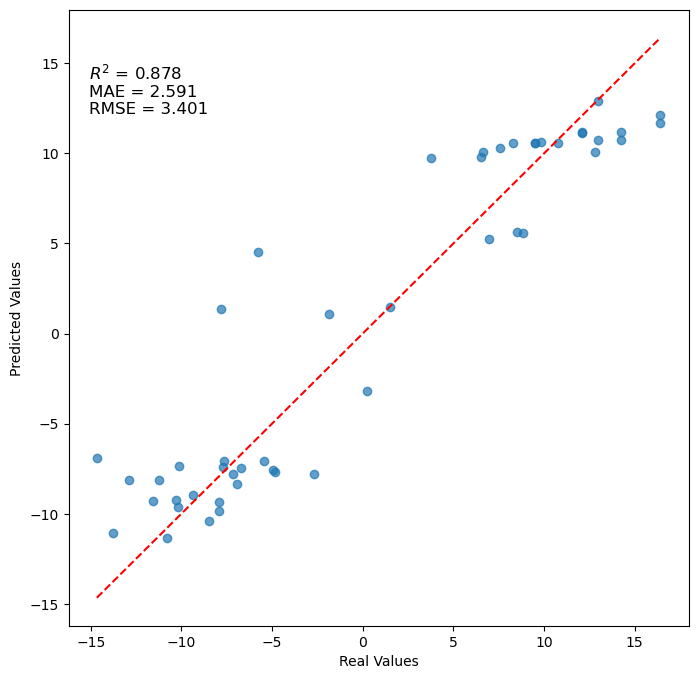 R² = 0.878
MAE = 2.591
RMSE = 3.401
Predicted Values
15
10
5
0
−5
−10
−15
−15 −10 −5 0 5 10 15
Real Values